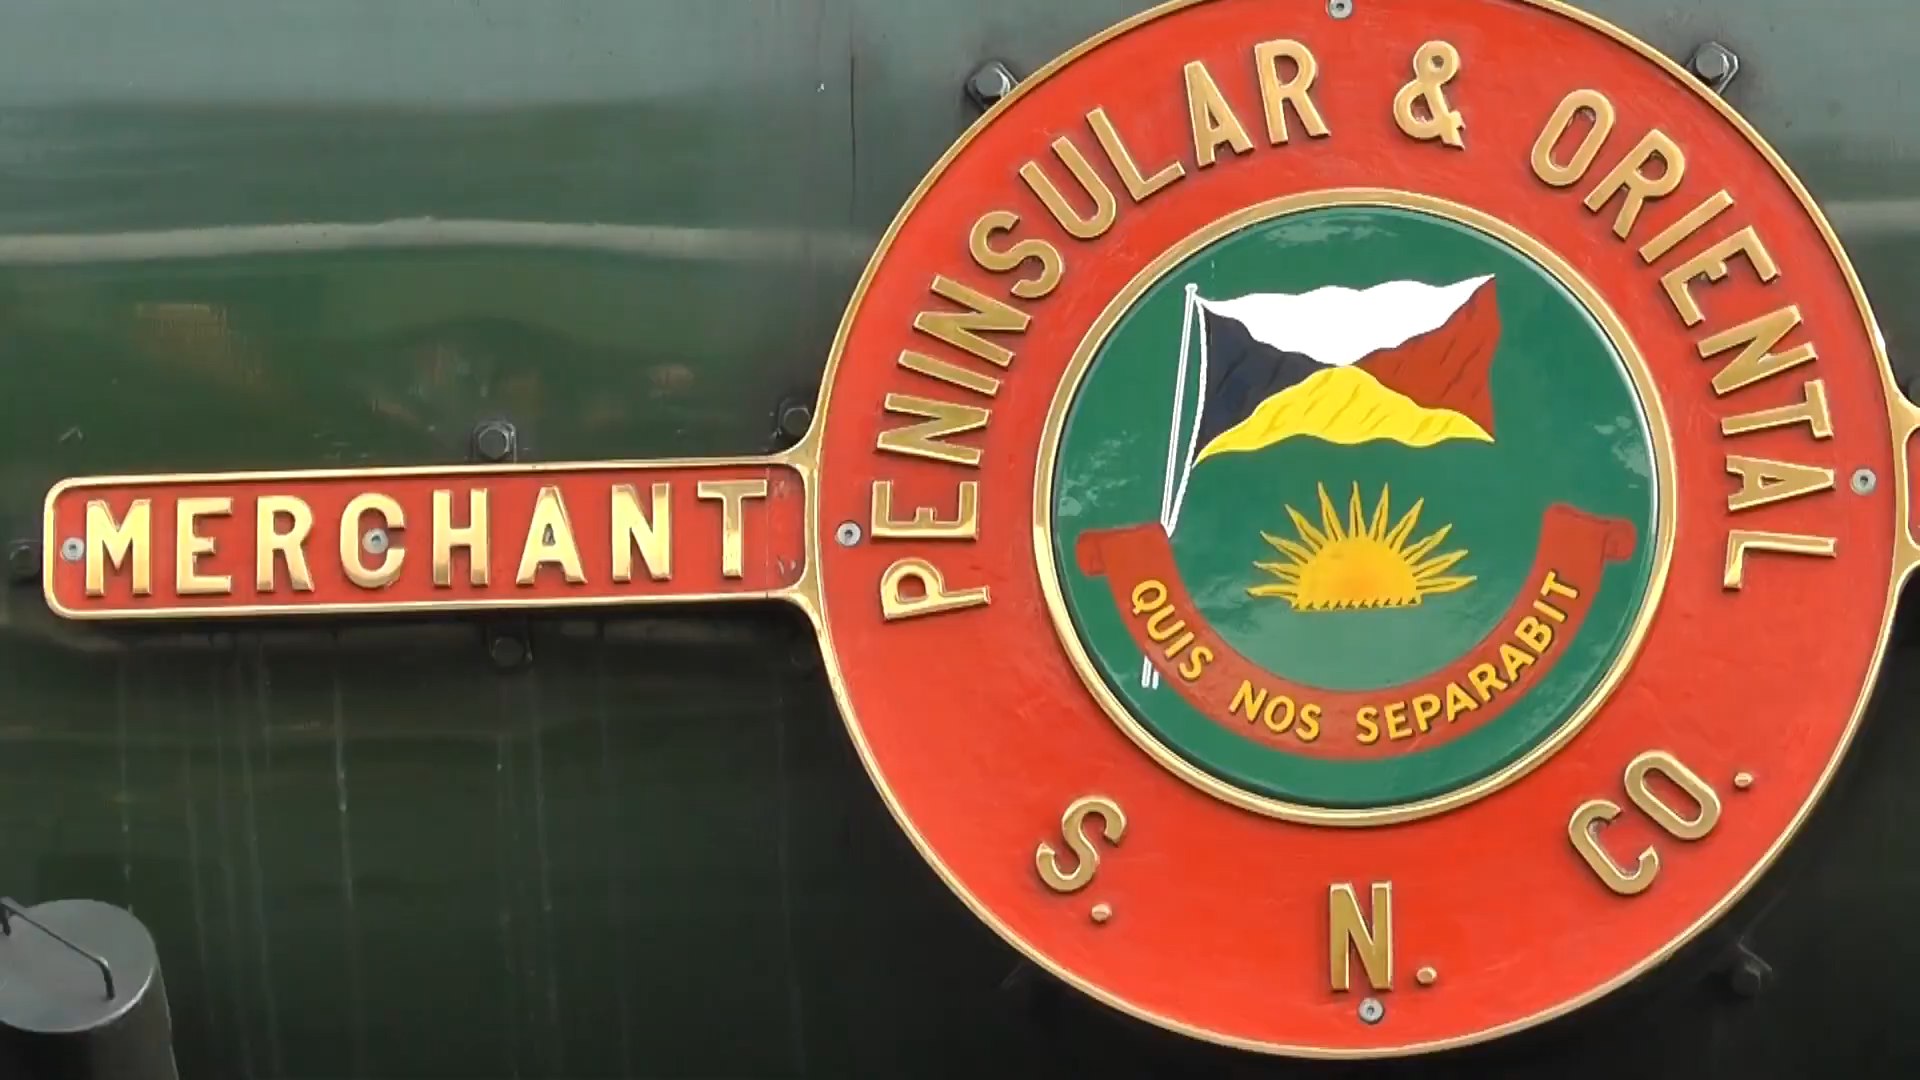 MERCHANT
PENINSULAR & ORIENTAL
S. N. CO.
QUIS NOS SEPARABIT